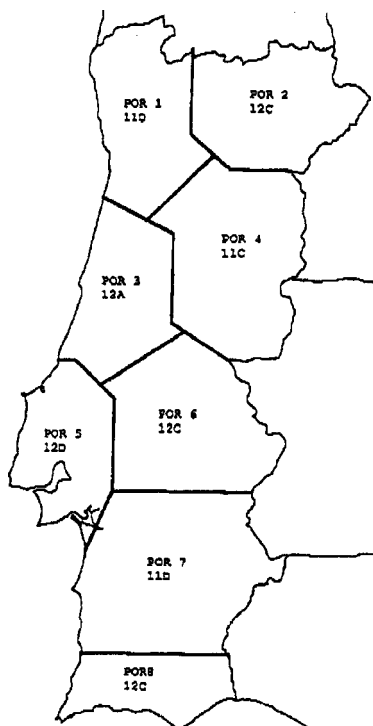 POR 1
11D
POR 2
12C
POR 4
11C
POR 3
12A
POR 6
12C
POR 5
12D
POR 7
11D
POR8
12C